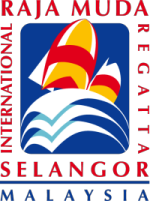 RAJA MUDA
INTERNATIONAL
REGATTA
SELANGOR
MALAYSIA